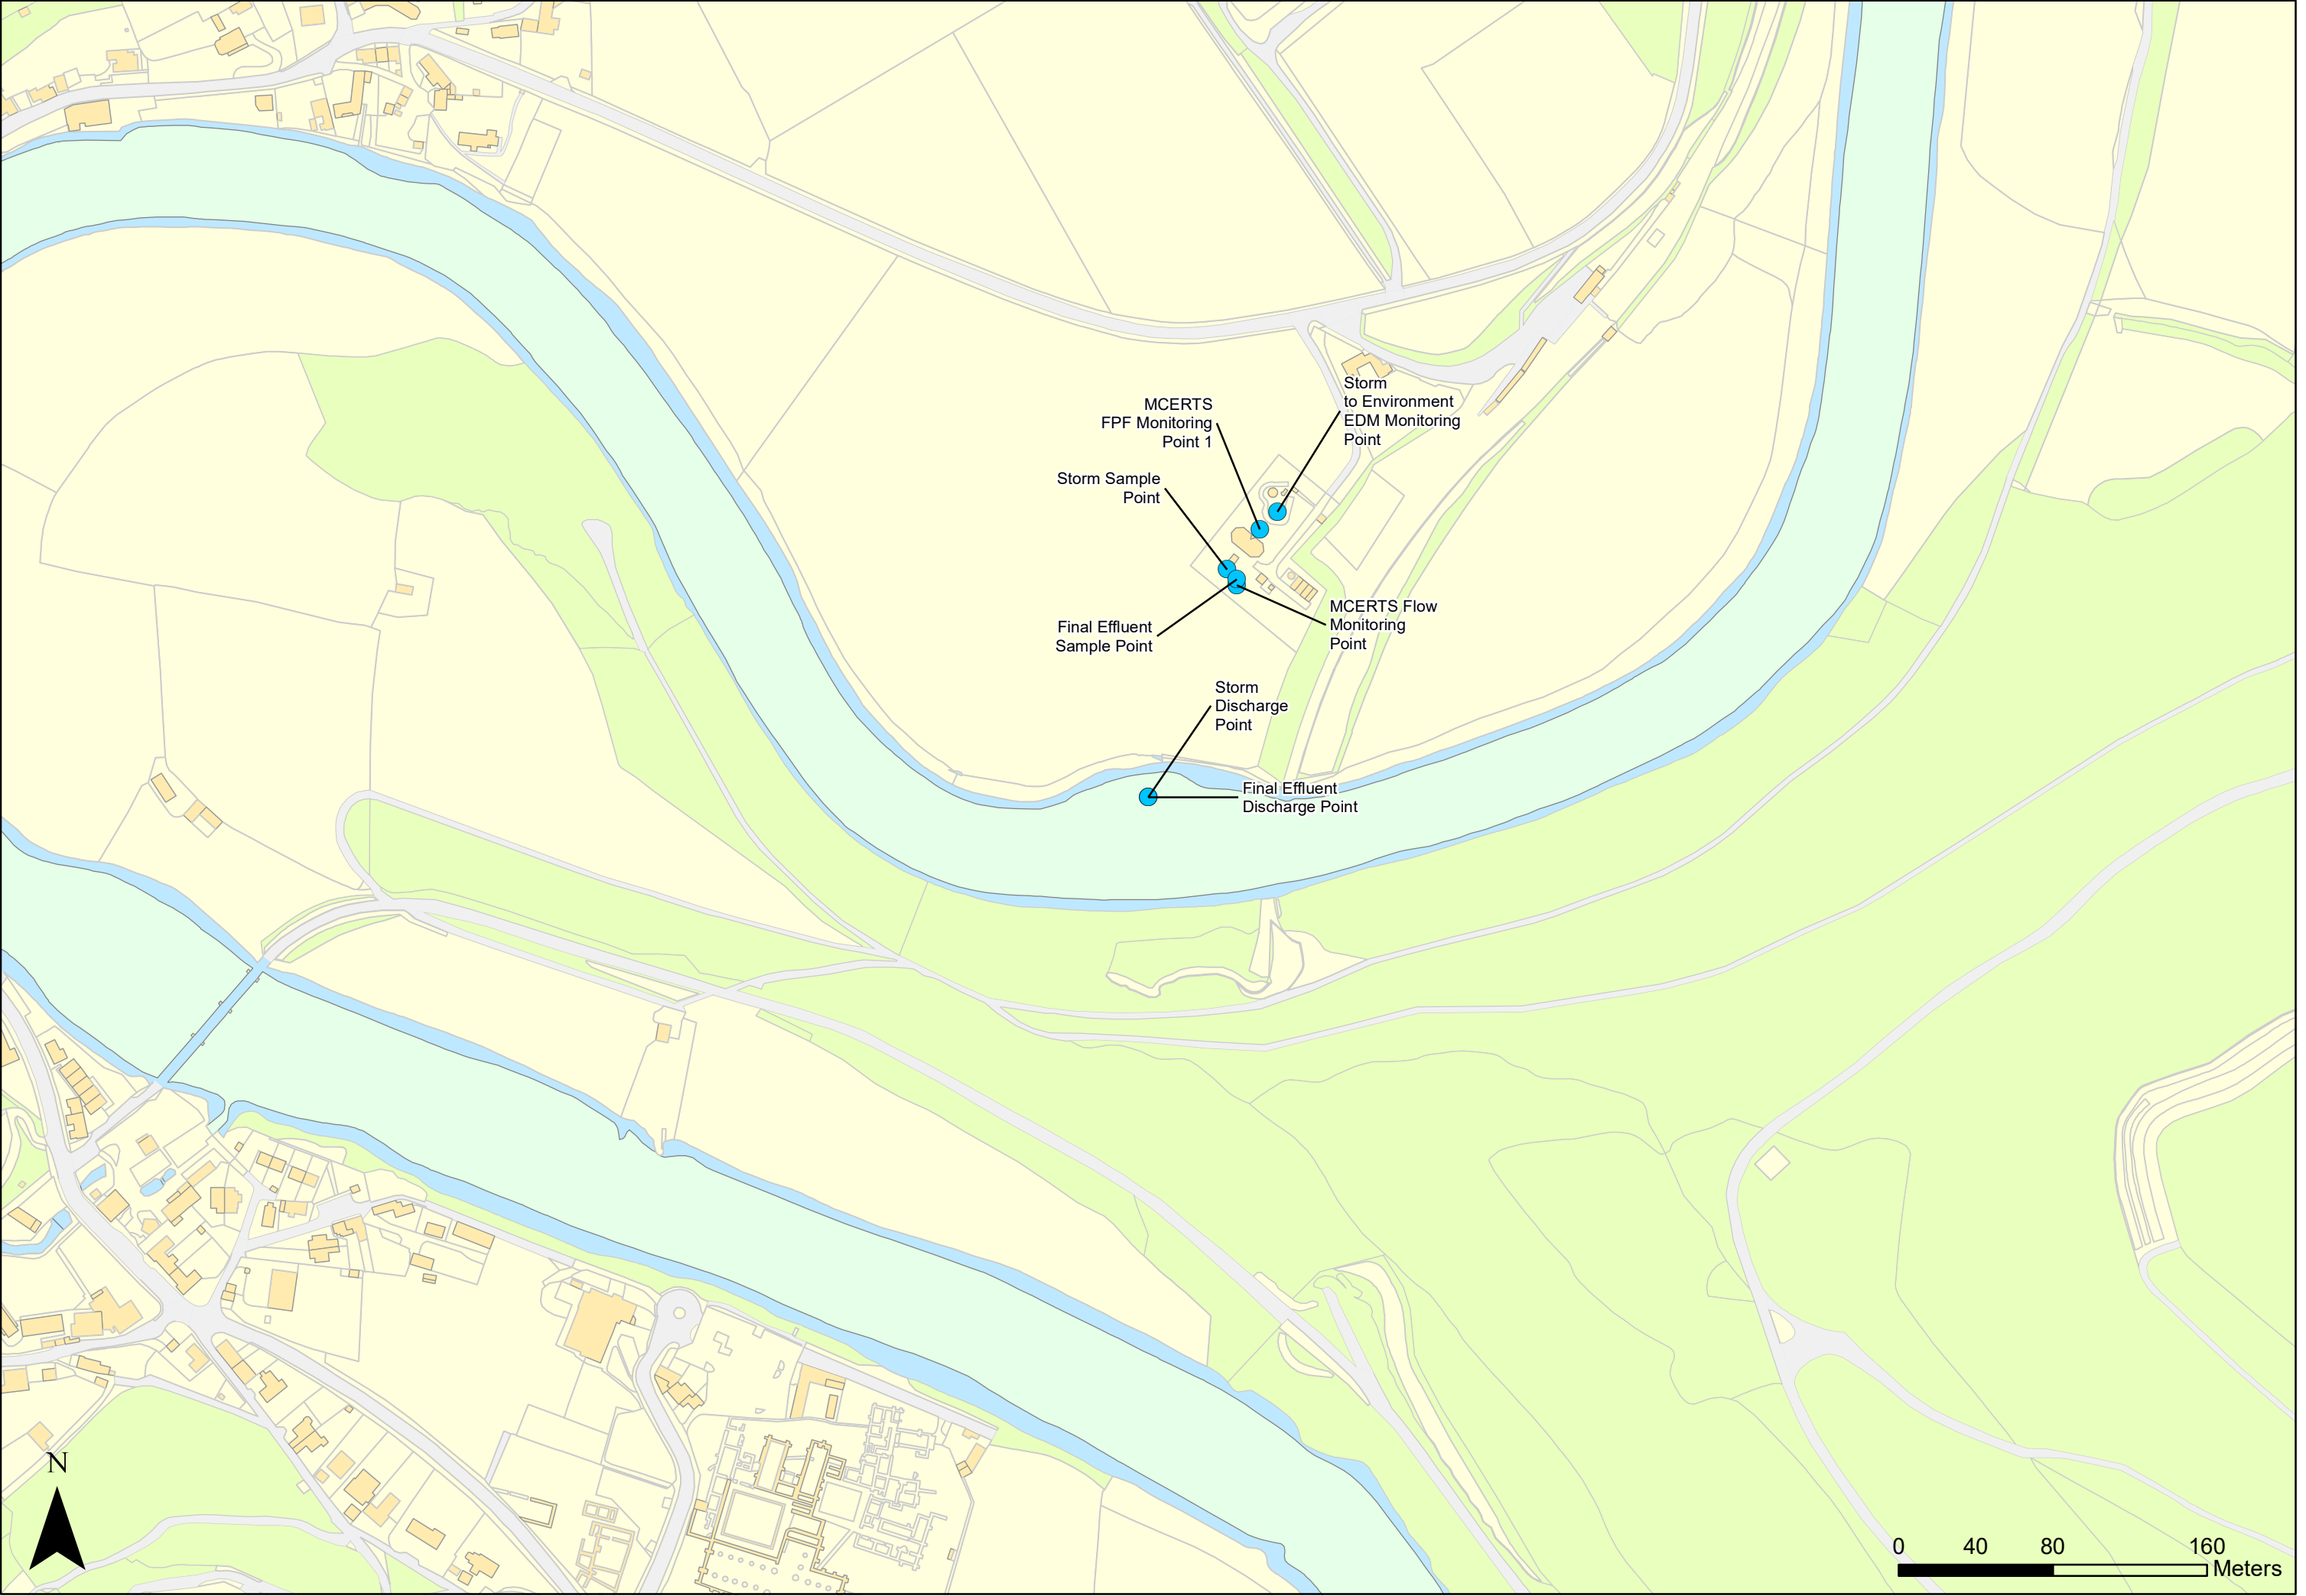 Storm
to Environment
EDM Monitoring
Point
MCERTS
FPF Monitoring
Point 1
Storm Sample
Point
Final Effluent
Sample Point
MCERTS Flow
Monitoring
Point
Storm
Discharge
Point
Final Effluent
Discharge Point
N
0 40 80 160
Meters